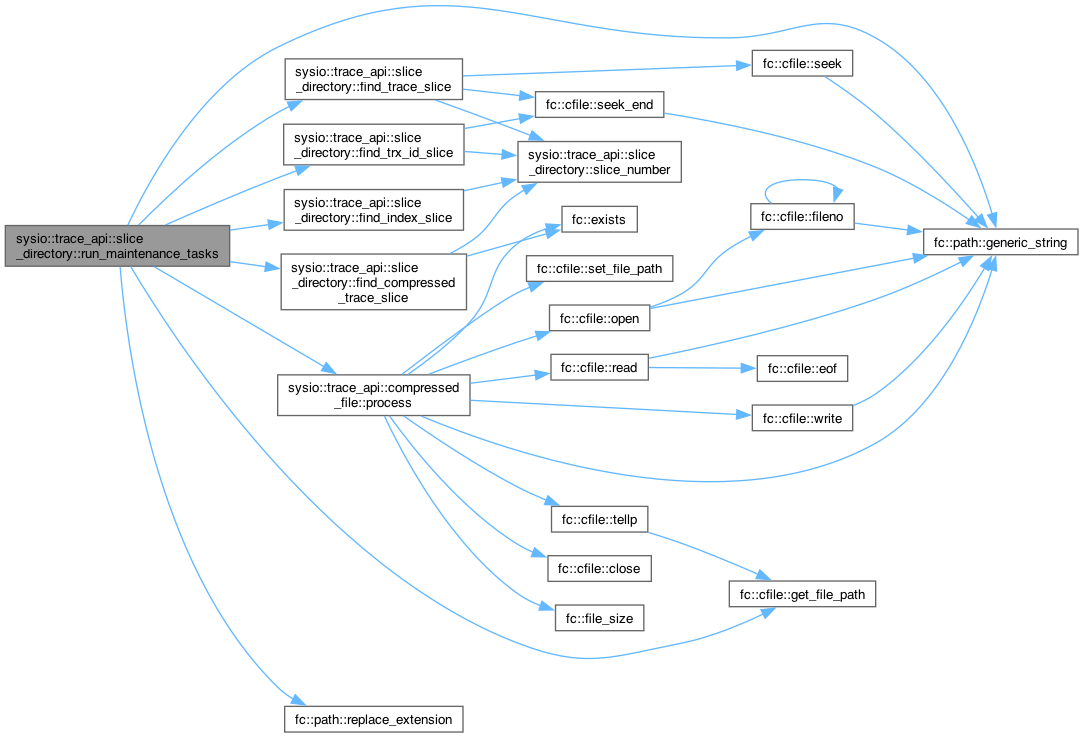 sysio::trace_api::slice
_directory::run_maintenance_tasks
sysio::trace_api::slice
_directory::find_trace_slice
sysio::trace_api::slice
_directory::find_trx_id_slice
sysio::trace_api::slice
_directory::find_index_slice
sysio::trace_api::slice
_directory::find_compressed
_trace_slice
sysio::trace_api::compressed
_file::process
fc::path::replace_extension
fc::cfile::seek_end
sysio::trace_api::slice
_directory::slice_number
fc::exists
fc::cfile::set_file_path
fc::cfile::open
fc::cfile::read
fc::cfile::tellp
fc::cfile::close
fc::file_size
fc::cfile::seek
fc::cfile::fileno
fc::cfile::eof
fc::cfile::write
fc::cfile::get_file_path
fc::path::generic_string